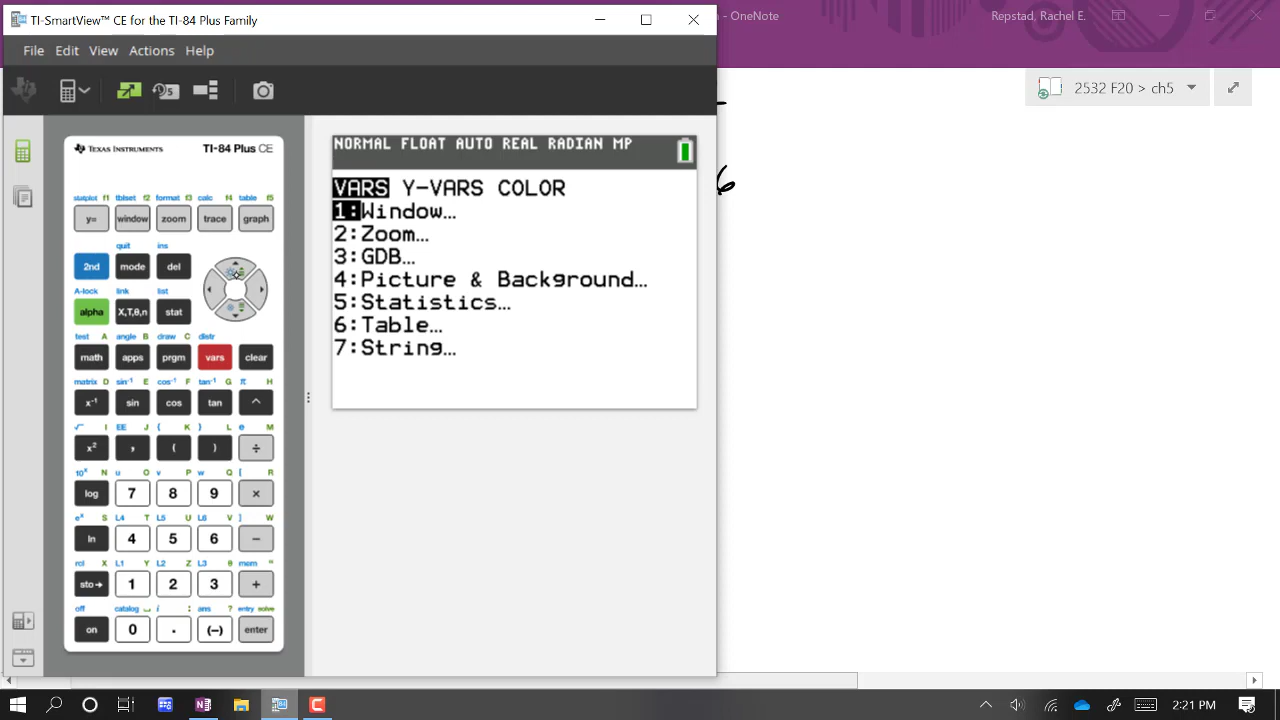 TI-SmartView™ CE for the TI-84 Plus Family
- OneNote
Repstad, Rachel E.
File Edit View Actions Help
2532 F20 > ch5
6
TEXAS INSTRUMENTS TI-84 Plus CE
statplot f1 tblset f2 format f3 calc f4 table f5
y= window zoom trace graph
quit ins
2nd mode del
A-lock link list
alpha X,T,θ,n stat
test A angle B draw C distr
math apps prgm vars clear
matrix D sin⁻¹ E cos⁻¹ F tan⁻¹ G π H
x⁻¹ sin cos tan ^
√ I EE J { K } L e M
x² , ( ) ÷
10ˣ N u O v P w Q [ R
log 7 8 9 ×
eˣ S L4 T L5 U L6 V ] W
ln 4 5 6 −
rcl X L1 Y L2 Z L3 θ mem "
sto→ 1 2 3 +
off catalog ⎵ i : ans ? entry solve
on 0 . (−) enter
NORMAL FLOAT AUTO REAL RADIAN MP
VARS Y-VARS COLOR
1:Window…
2:Zoom…
3:GDB…
4:Picture & Background…
5:Statistics…
6:Table…
7:String…
2:21 PM